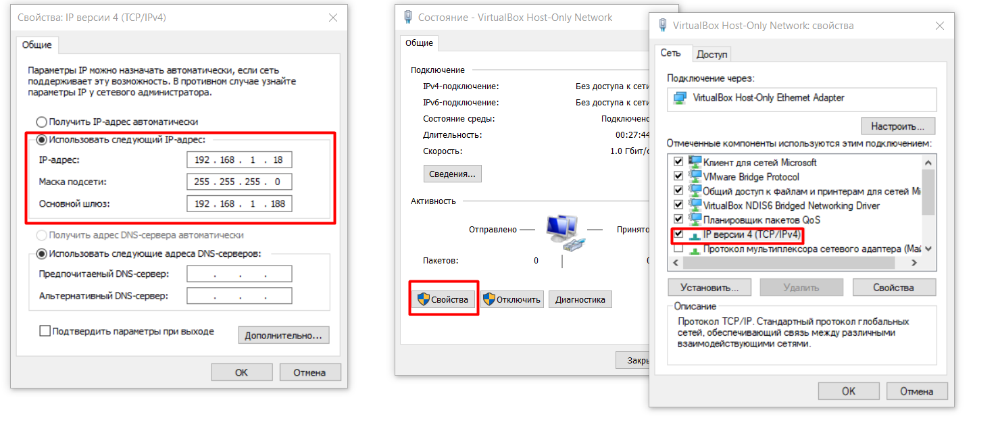 Свойства: IP версии 4 (TCP/IPv4)
Общие
Параметры IP можно назначать автоматически, если сеть
поддерживает эту возможность. В противном случае узнайте
параметры IP у сетевого администратора.
Получить IP-адрес автоматически
Использовать следующий IP-адрес:
IP-адрес:
192 . 168 . 1 . 18
Маска подсети:
255 . 255 . 255 . 0
Основной шлюз:
192 . 168 . 1 . 188
Получить адрес DNS-сервера автоматически
Использовать следующие адреса DNS-серверов:
Предпочитаемый DNS-сервер:
. . .
Альтернативный DNS-сервер:
. . .
Подтвердить параметры при выходе
Дополнительно...
OK
Отмена
Состояние - VirtualBox Host-Only Network
Общие
Подключение
IPv4-подключение:
Без доступа к сети
IPv6-подключение:
Без доступа к сети
Состояние среды:
Подключено
Длительность:
00:27:44
Скорость:
1.0 Гбит/с
Сведения...
Активность
Отправлено
Принято
Пакетов:
0
0
Свойства
Отключить
Диагностика
Закры
VirtualBox Host-Only Network: свойства
Сеть
Доступ
Подключение через:
VirtualBox Host-Only Ethernet Adapter
Настроить...
Отмеченные компоненты используются этим подключением:
Клиент для сетей Microsoft
VMware Bridge Protocol
Общий доступ к файлам и принтерам для сетей Mi
VirtualBox NDIS6 Bridged Networking Driver
Планировщик пакетов QoS
IP версии 4 (TCP/IPv4)
Протокол мультиплексора сетевого адаптера (Май
Установить...
Удалить
Свойства
Описание
Протокол TCP/IP. Стандартный протокол глобальных
сетей, обеспечивающий связь между различными
взаимодействующими сетями.
OK
Отмена